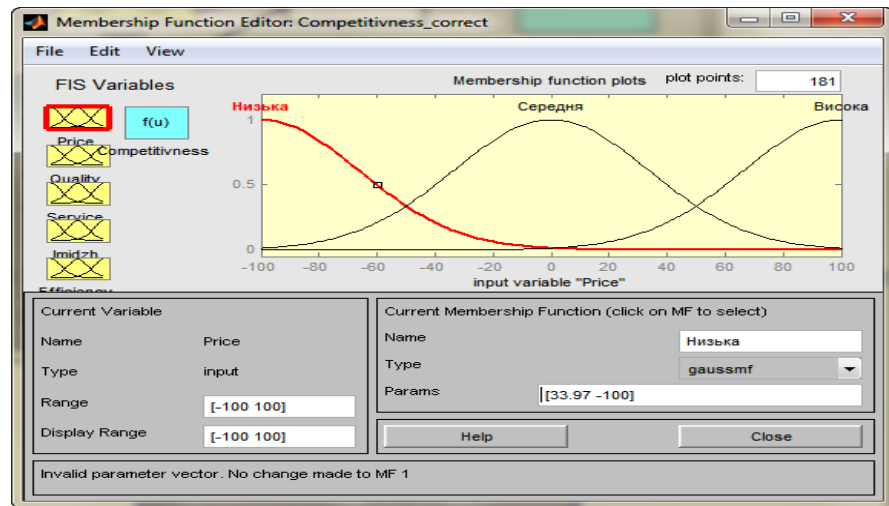 Membership Function Editor: Competitivness_correct
File Edit View
FIS Variables
Membership function plots plot points: 181
f(u)
Price
Competitivness
Quality
Service
Imidzh
Efficiency
Низька Середня Висока
1
0.5
0
-100 -80 -60 -40 -20 0 20 40 60 80 100
input variable "Price"
Current Variable
Name Price
Type input
Range [-100 100]
Display Range [-100 100]
Current Membership Function (click on MF to select)
Name Низька
Type gaussmf
Params [33.97 -100]
Help Close
Invalid parameter vector. No change made to MF 1